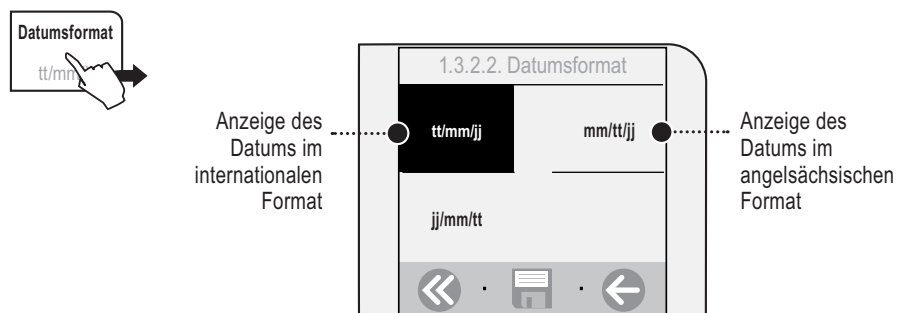 Datumsformat
tt/mm
1.3.2.2. Datumsformat
Anzeige des
Datums im
internationalen
Format
tt/mm/jj
mm/tt/jj
Anzeige des
Datums im
angelsächsischen
Format
jj/mm/tt